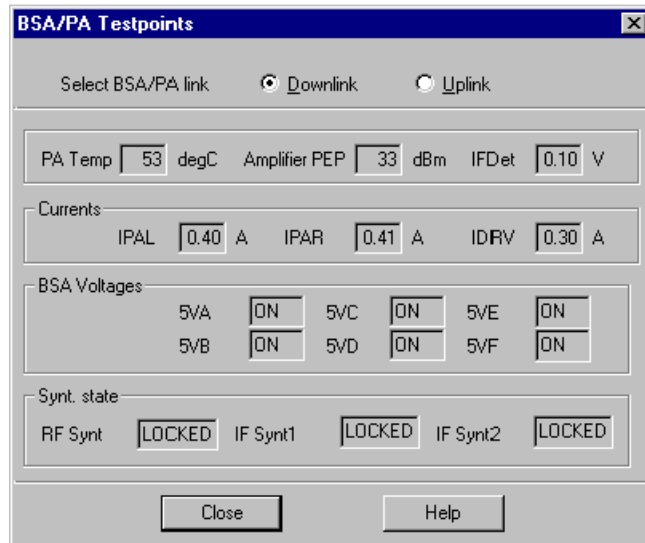 BSA/PA Testpoints
Select BSA/PA link Downlink Uplink
PA Temp 53 degC Amplifier PEP 33 dBm IFDet 0.10 V
Currents
IPAL 0.40 A IPAR 0.41 A IDRV 0.30 A
BSA Voltages
5VA ON 5VC ON 5VE ON
5VB ON 5VD ON 5VF ON
Synt. state
RF Synt LOCKED IF Synt1 LOCKED IF Synt2 LOCKED
Close Help